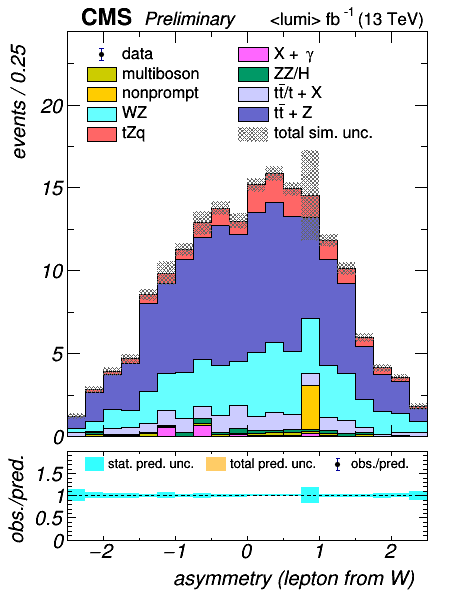 CMS Preliminary <lumi> fb⁻¹ (13 TeV)
events / 0.25
data
multiboson
nonprompt
WZ
tZq
X + γ
ZZ/H
tt̄/t + X
tt̄ + Z
total sim. unc.
20
15
10
5
0
obs./pred.
stat. pred. unc. total pred. unc. obs./pred.
1.5
1
0.5
0
−2 −1 0 1 2
asymmetry (lepton from W)